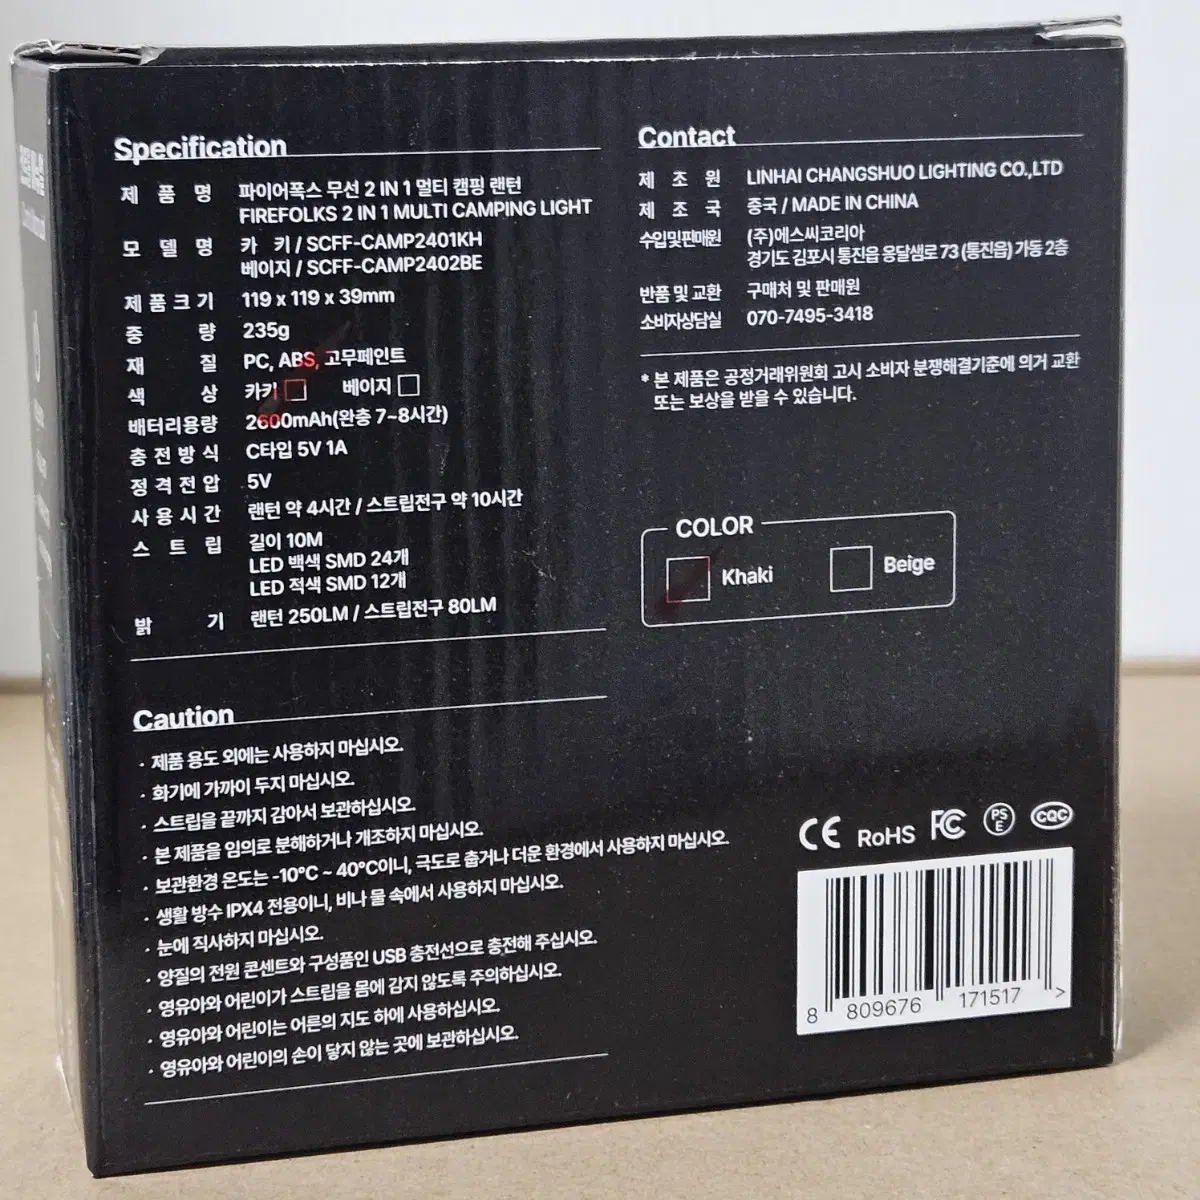 Specification
제 품 명 파이어폭스 무선 2 IN 1 멀티 캠핑 랜턴
FIREFOLKS 2 IN 1 MULTI CAMPING LIGHT
모 델 명 카 키 / SCFF-CAMP2401KH
베이지 / SCFF-CAMP2402BE
제 품 크 기 119 x 119 x 39mm
중 량 235g
재 질 PC, ABS, 고무페인트
색 상 카키 베이지
배터리용량 2600mAh(완충 7~8시간)
충 전 방 식 C타입 5V 1A
정 격 전 압 5V
사 용 시 간 랜턴 약 4시간 / 스트립전구 약 10시간
스 트 립 길이 10M
LED 백색 SMD 24개
LED 적색 SMD 12개
밝 기 랜턴 250LM / 스트립전구 80LM
Caution
· 제품 용도 외에는 사용하지 마십시오.
· 화기에 가까이 두지 마십시오.
· 스트립을 끝까지 감아서 보관하십시오.
· 본 제품을 임의로 분해하거나 개조하지 마십시오.
· 보관환경 온도는 -10°C ~ 40°C이니, 극도로 춥거나 더운 환경에서 사용하지 마십시오.
· 생활 방수 IPX4 전용이니, 비나 물 속에서 사용하지 마십시오.
· 눈에 직사하지 마십시오.
· 양질의 전원 콘센트와 구성품인 USB 충전선으로 충전해 주십시오.
· 영유아와 어린이가 스트립을 몸에 감지 않도록 주의하십시오.
· 영유아와 어린이는 어른의 지도 하에 사용하십시오.
· 영유아와 어린이의 손이 닿지 않는 곳에 보관하십시오.
Contact
제 조 원 LINHAI CHANGSHUO LIGHTING CO.,LTD
제 조 국 중국 / MADE IN CHINA
수입및판매원 (주)에스씨코리아
경기도 김포시 통진읍 옹달샘로 73 (통진읍) 가동 2층
반품 및 교환 구매처 및 판매원
소비자상담실 070-7495-3418
* 본 제품은 공정거래위원회 고시 소비자 분쟁해결기준에 의거 교환
또는 보상을 받을 수 있습니다.
COLOR
Khaki Beige
CE RoHS FC PSE CQC
8 809676 171517 >